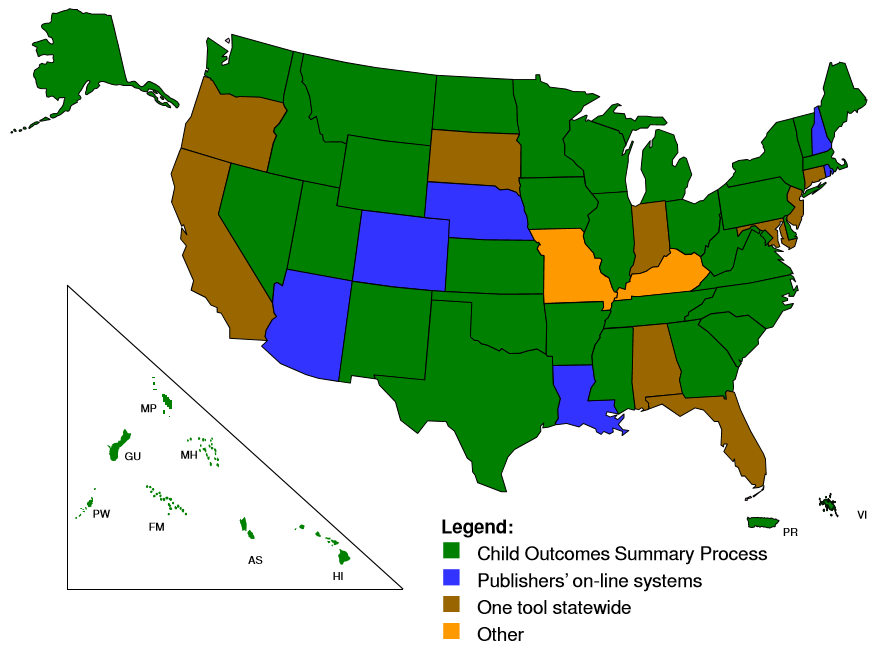 MP
GU
MH
PW
FM
AS
HI
PR
VI
Legend:
Child Outcomes Summary Process
Publishers' on-line systems
One tool statewide
Other